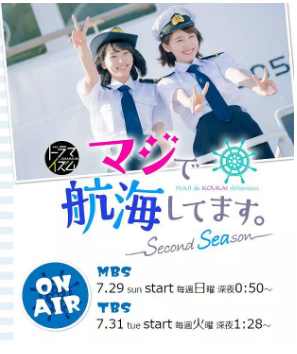 ドラマイズム
マジで
MAJI de KOUKAI shitemasu
航海してます。
Second Season
ON AIR
MBS
7.29 sun start 毎週日曜 深夜0:50～
TBS
7.31 tue start 毎週火曜 深夜1:28～